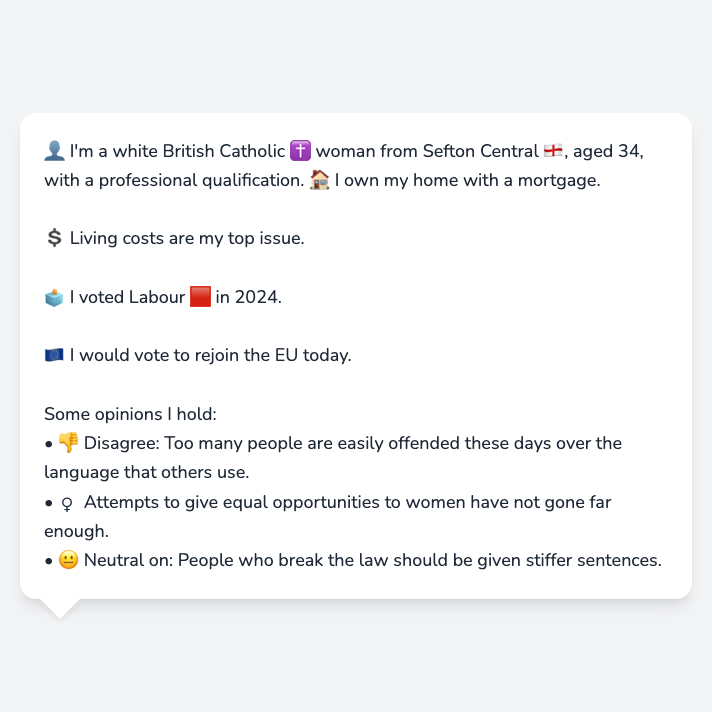 👤 I'm a white British Catholic ✝️ woman from Sefton Central 🏴󠁧󠁢󠁥󠁮󠁧󠁿, aged 34,
with a professional qualification. 🏠 I own my home with a mortgage.
💲 Living costs are my top issue.
🗳️ I voted Labour 🟥 in 2024.
🇪🇺 I would vote to rejoin the EU today.
Some opinions I hold:
• 👎 Disagree: Too many people are easily offended these days over the
language that others use.
• ♀ Attempts to give equal opportunities to women have not gone far
enough.
• 😐 Neutral on: People who break the law should be given stiffer sentences.